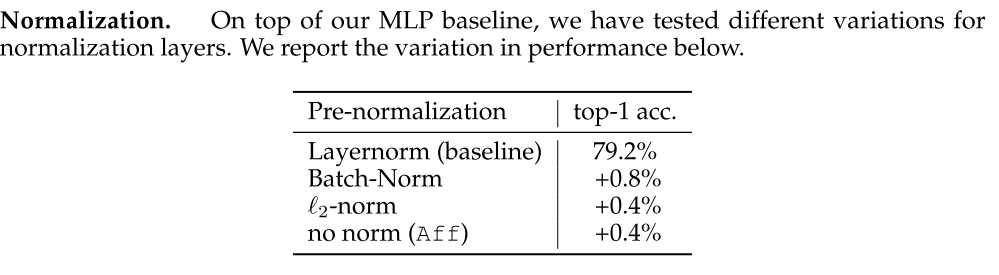 Normalization. On top of our MLP baseline, we have tested different variations for
normalization layers. We report the variation in performance below.
Pre-normalization top-1 acc.
Layernorm (baseline) 79.2%
Batch-Norm +0.8%
ℓ₂-norm +0.4%
no norm (Aff) +0.4%